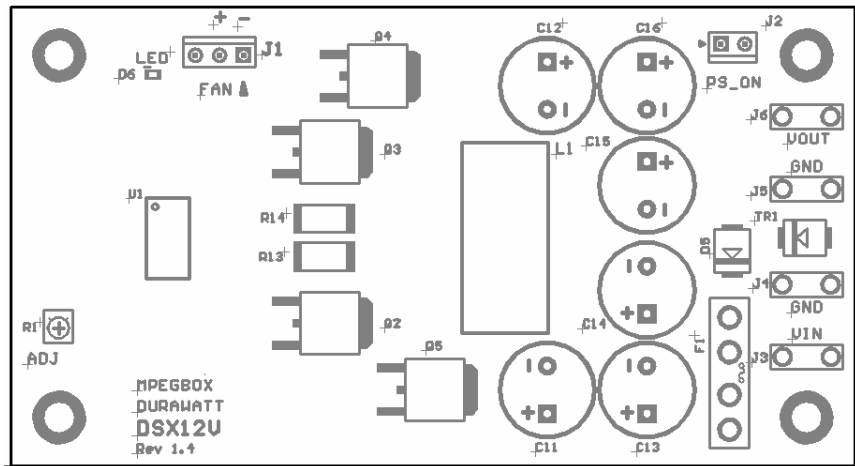 + -
J1
LED
D6
FAN
Q4
C12
C16
J2
PS_ON
J6
VOUT
Q3
L1
C15
GND
J5
U1
R14
TR1
R13
D5
J4
GND
R1
ADJ
Q2
C14
F1
VIN
J3
Q5
MPEGBOX
DURAWATT
DSX12V
Rev 1.4
C11
C13